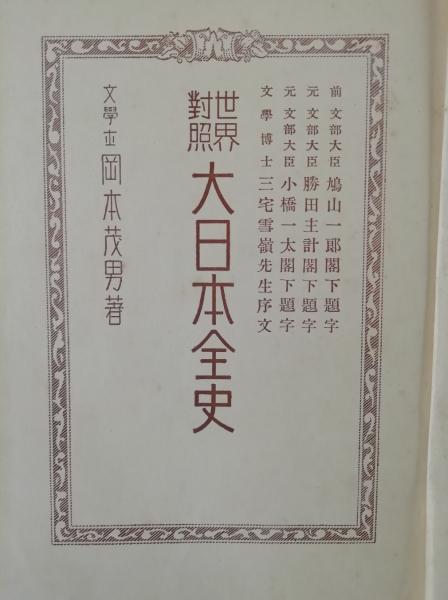 前 文部大臣 鳩山一郎閣下題字
元 文部大臣 勝田主計閣下題字
元 文部大臣 小橋一太閣下題字
文學博士 三宅雪嶺先生序文
世界
對照
大日本全史
文學士 岡本茂男著